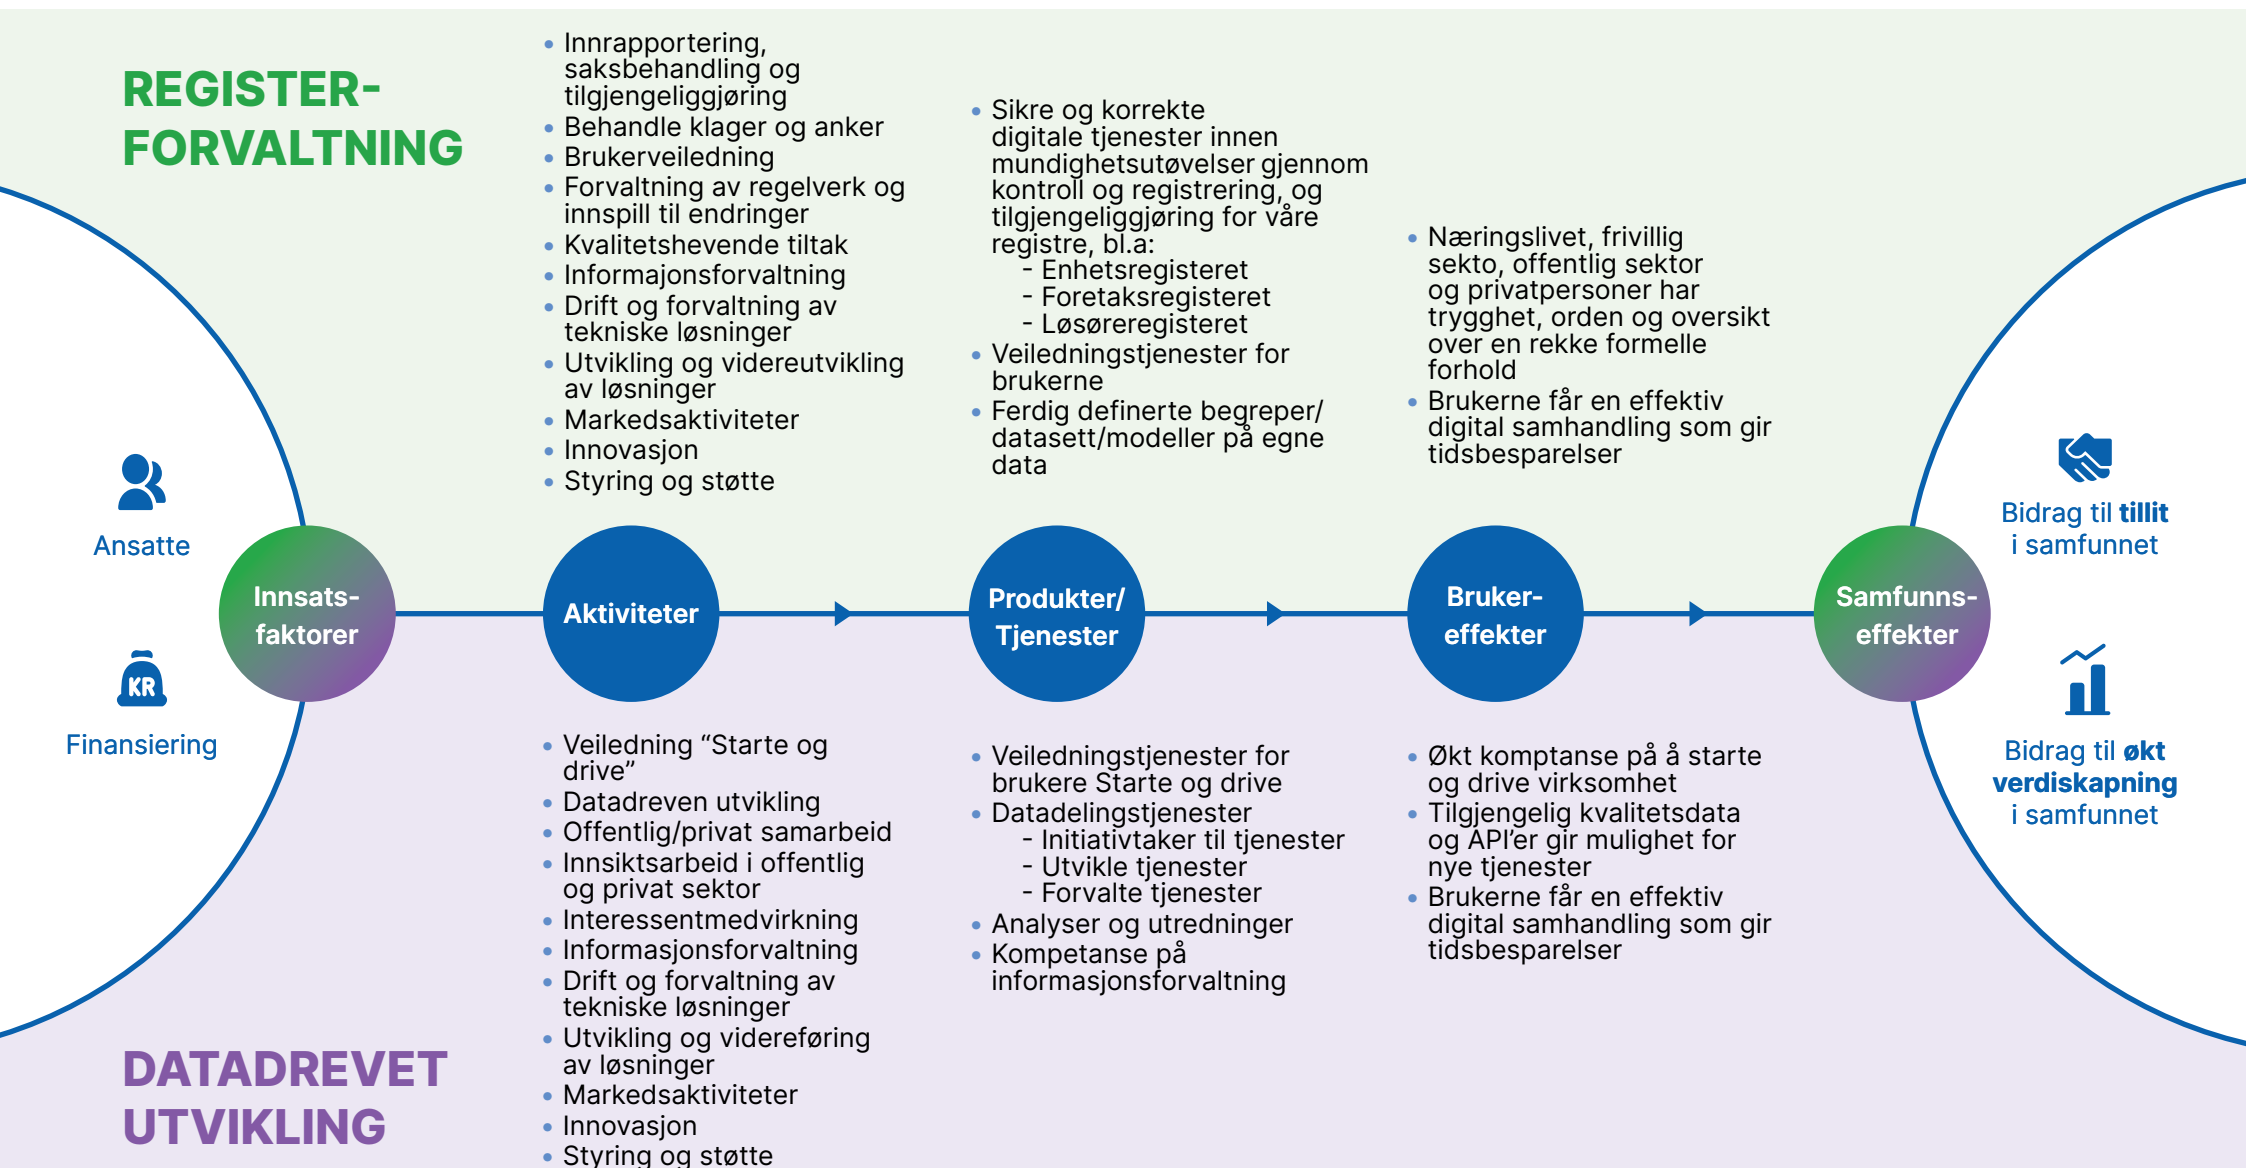 REGISTER-
FORVALTNING
• Innrapportering,
saksbehandling og
tilgjengeliggjøring
• Behandle klager og anker
• Brukerveiledning
• Forvaltning av regelverk og
innspill til endringer
• Kvalitetshevende tiltak
• Informajonsforvaltning
• Drift og forvaltning av
tekniske løsninger
• Utvikling og videreutvikling
av løsninger
• Markedsaktiviteter
• Innovasjon
• Styring og støtte
• Sikre og korrekte
digitale tjenester innen
mundighetsutøvelser gjennom
kontroll og registrering, og
tilgjengeliggjøring for våre
registre, bl.a:
- Enhetsregisteret
- Foretaksregisteret
- Løsøreregisteret
• Veiledningstjenester for
brukerne
• Ferdig definerte begreper/
datasett/modeller på egne
data
• Næringslivet, frivillig
sekto, offentlig sektor
og privatpersoner har
trygghet, orden og oversikt
over en rekke formelle
forhold
• Brukerne får en effektiv
digital samhandling som gir
tidsbesparelser
Ansatte
KR
Finansiering
Innsats-
faktorer
Aktiviteter
Produkter/
Tjenester
Bruker-
effekter
Samfunns-
effekter
Bidrag til tillit
i samfunnet
Bidrag til økt
verdiskapning
i samfunnet
DATADREVET
UTVIKLING
• Veiledning “Starte og
drive”
• Datadreven utvikling
• Offentlig/privat samarbeid
• Innsiktsarbeid i offentlig
og privat sektor
• Interessentmedvirkning
• Informasjonsforvaltning
• Drift og forvaltning av
tekniske løsninger
• Utvikling og videreføring
av løsninger
• Markedsaktiviteter
• Innovasjon
• Styring og støtte
• Veiledningstjenester for
brukere Starte og drive
• Datadelingstjenester
- Initiativtaker til tjenester
- Utvikle tjenester
- Forvalte tjenester
• Analyser og utredninger
• Kompetanse på
informasjonsforvaltning
• Økt komptanse på å starte
og drive virksomhet
• Tilgjengelig kvalitetsdata
og API’er gir mulighet for
nye tjenester
• Brukerne får en effektiv
digital samhandling som gir
tidsbesparelser